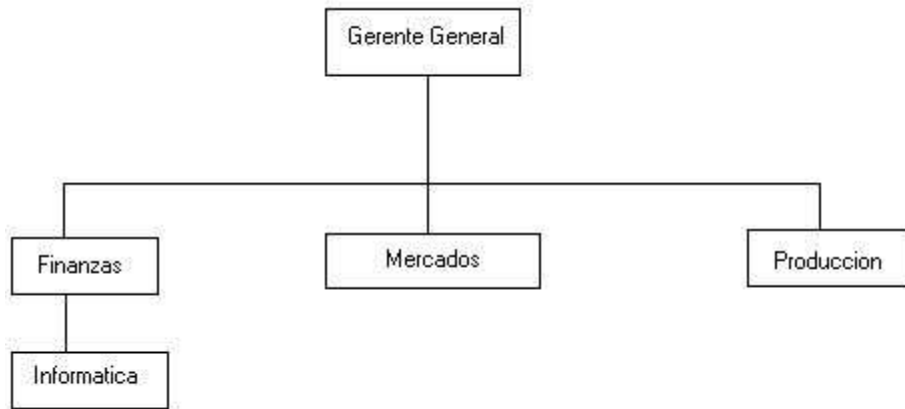 Gerente General
Finanzas
Mercados
Produccion
Informatica